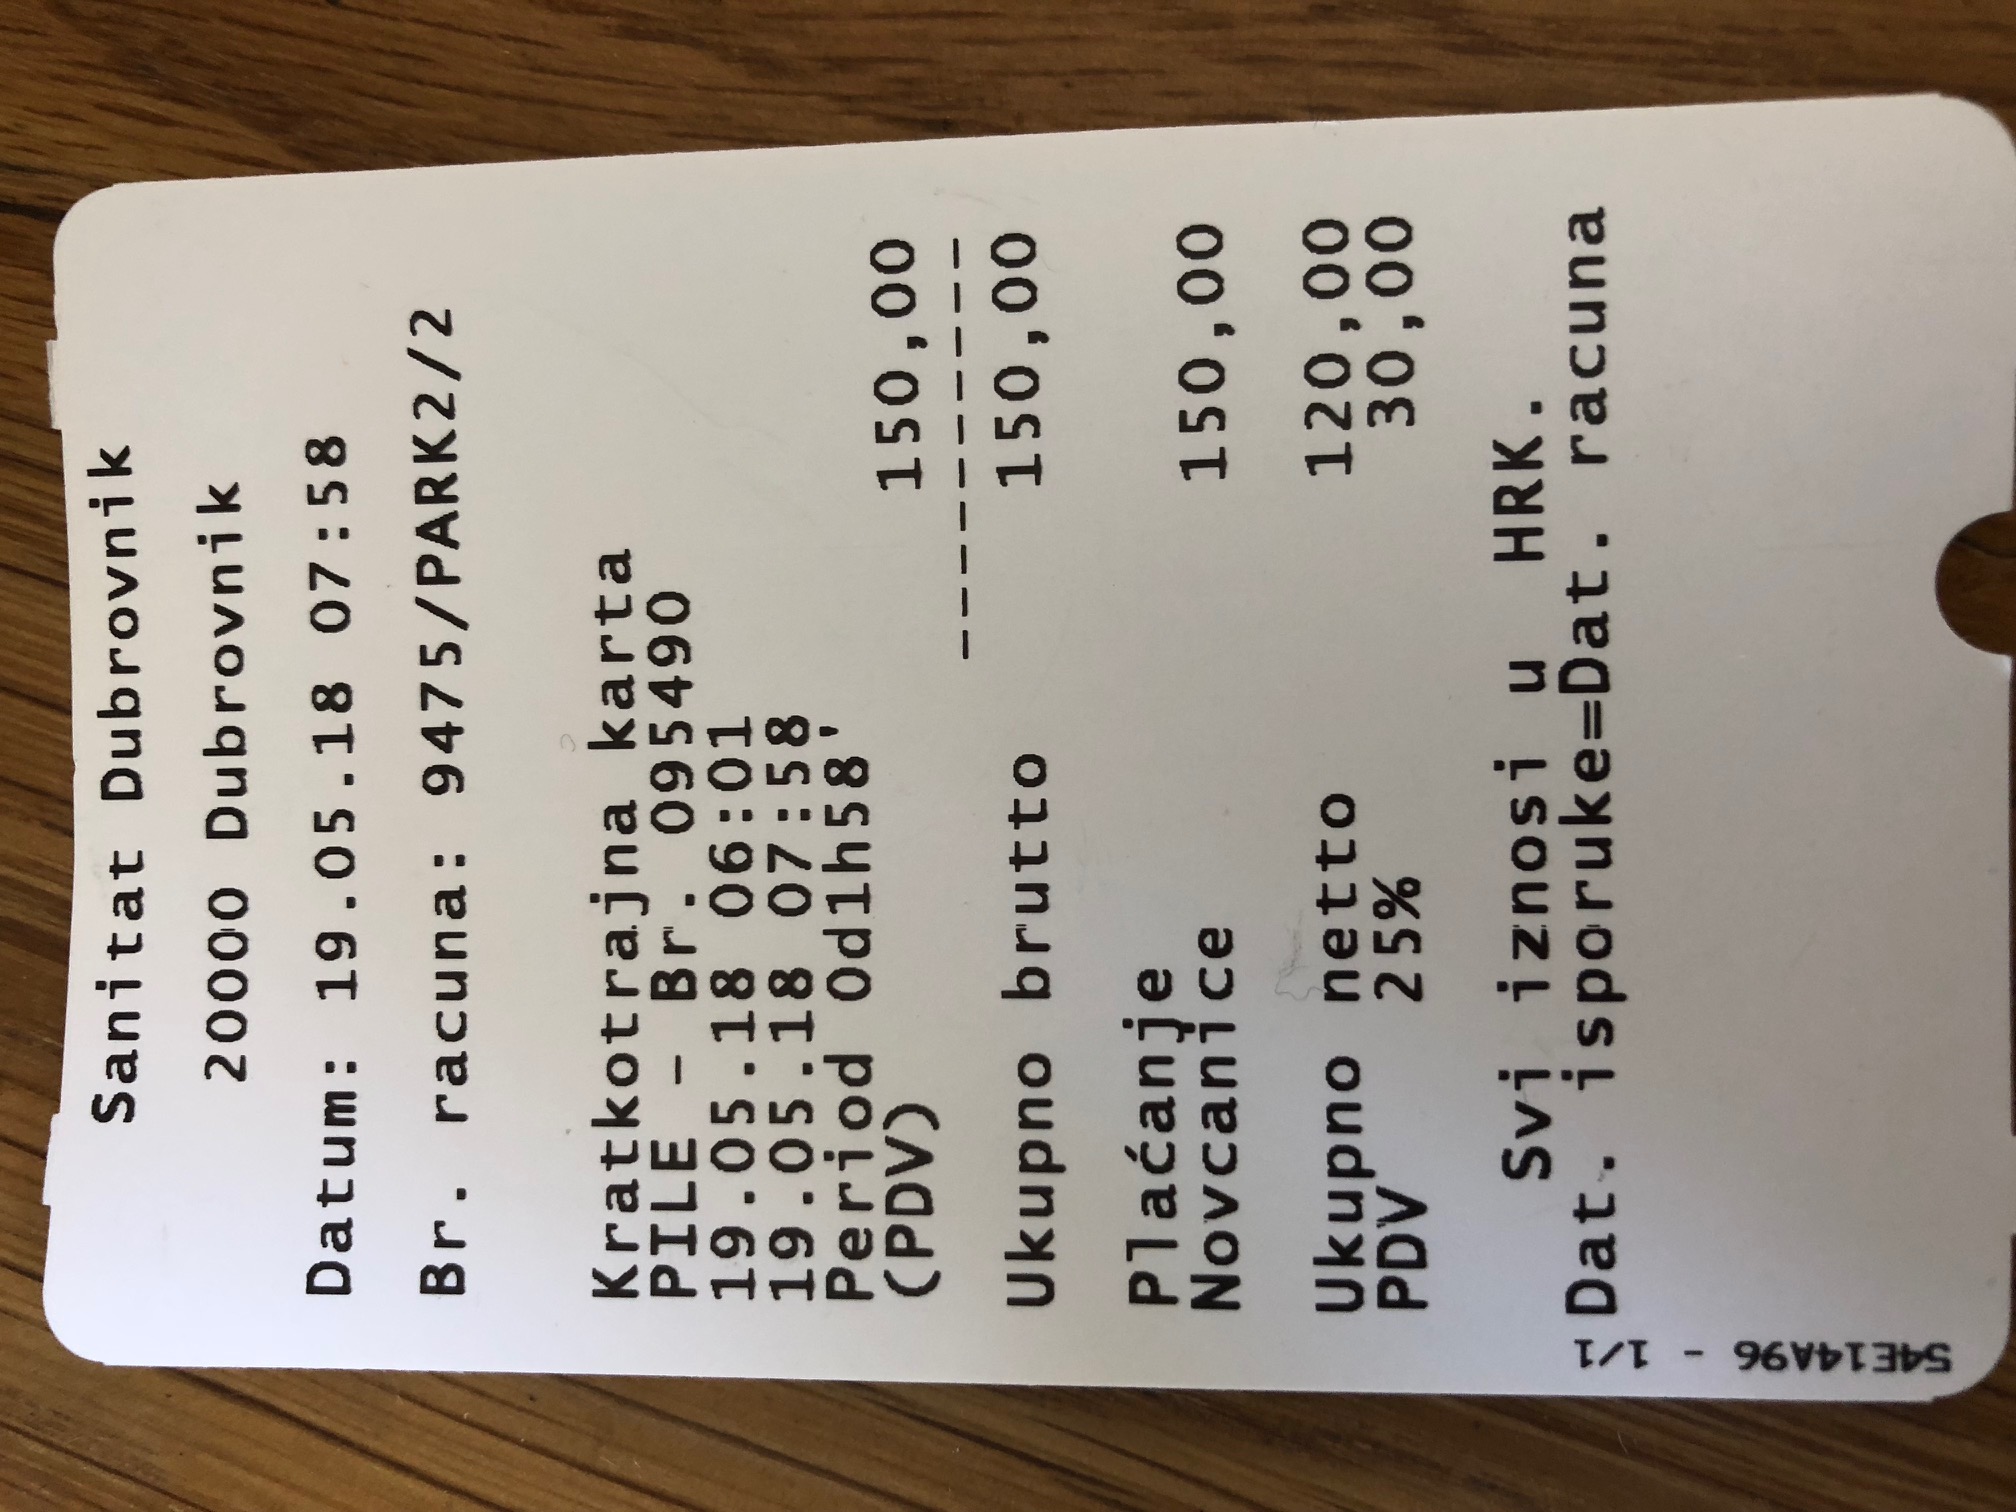 Sanitat Dubrovnik
20000 Dubrovnik
Datum: 19.05.18 07:58
Br. racuna: 9475/PARK2/2
Kratkotrajna karta
PILE - Br. 095490
19.05.18 06:01
19.05.18 07:58
Period 0d1h58'
(PDV) 150,00
----------
Ukupno brutto 150,00
Plaćanje
Novcanice 150,00
Ukupno netto 120,00
PDV 25% 30,00
Svi iznosi u HRK.
Dat. isporuke=Dat. racuna
54E14A96 - 1/1